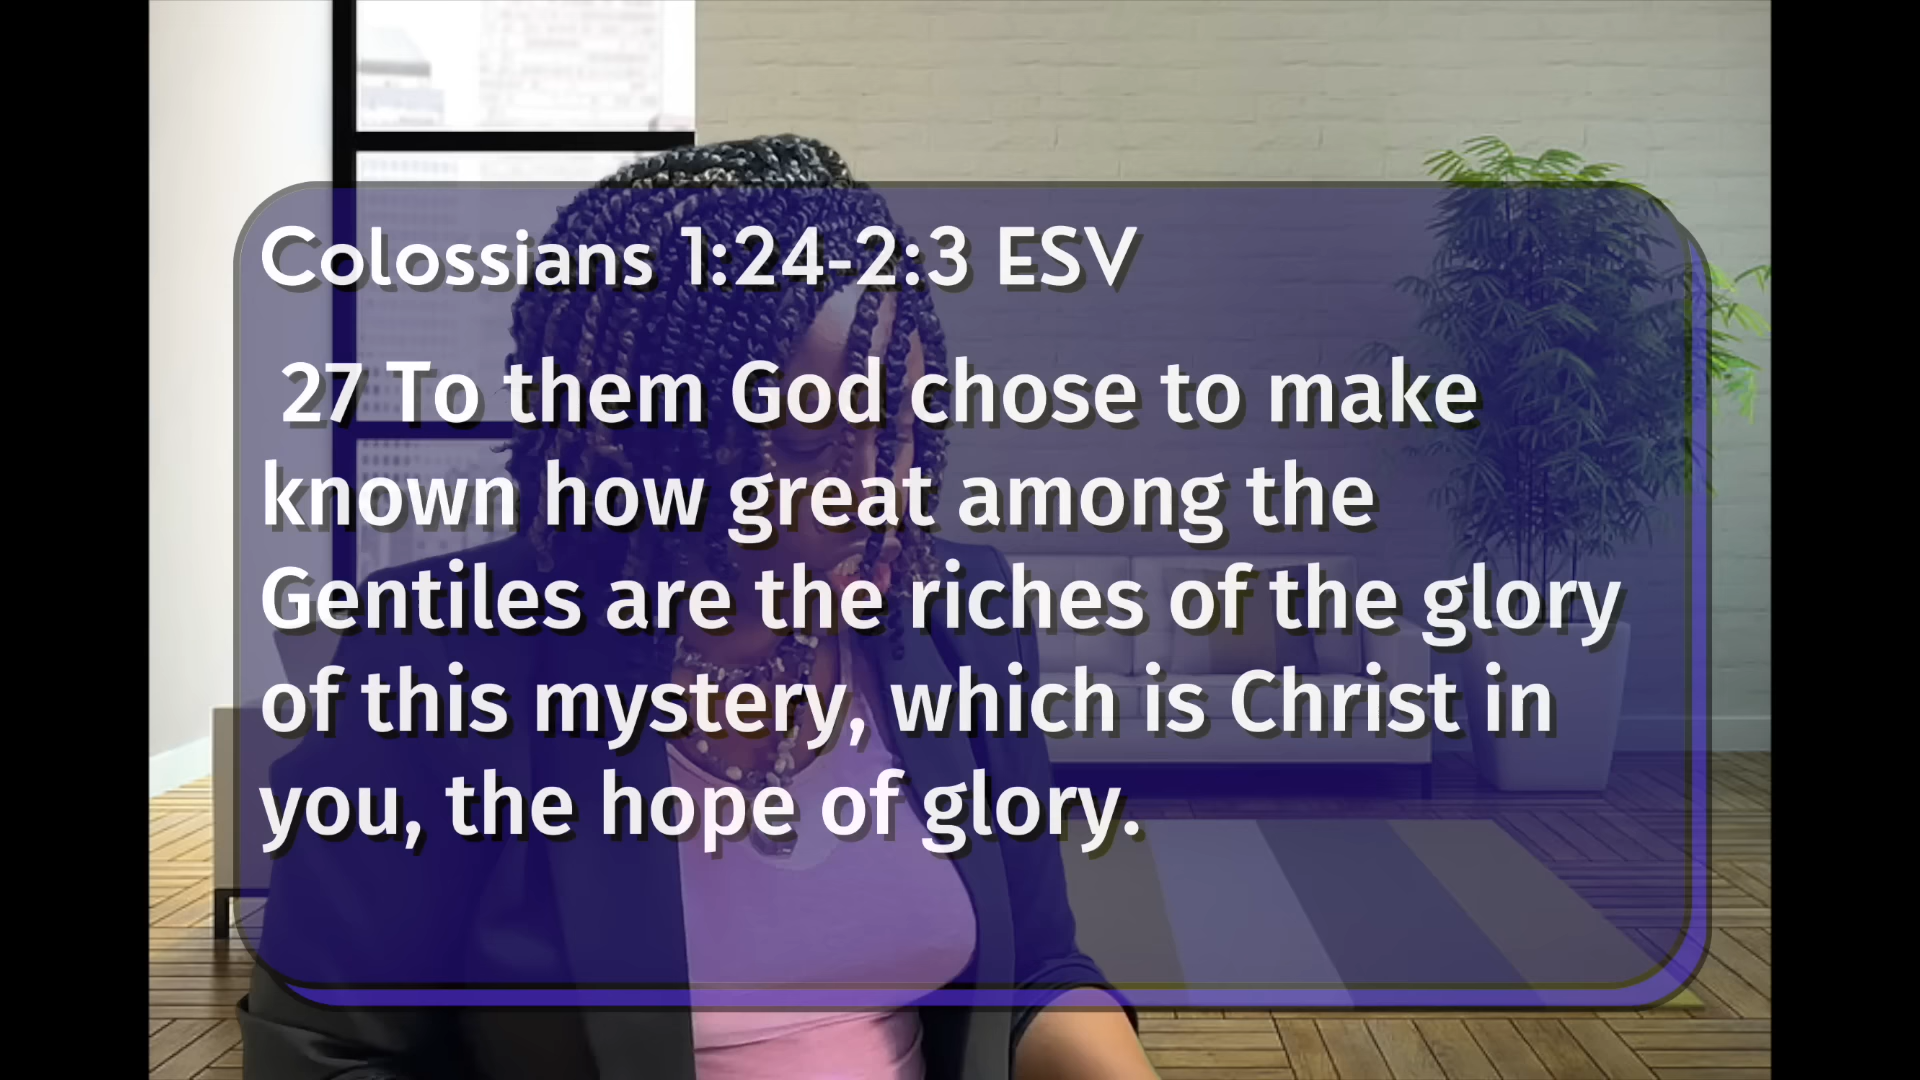 Colossians 1:24-2:3 ESV
27 To them God chose to make
known how great among the
Gentiles are the riches of the glory
of this mystery, which is Christ in
you, the hope of glory.